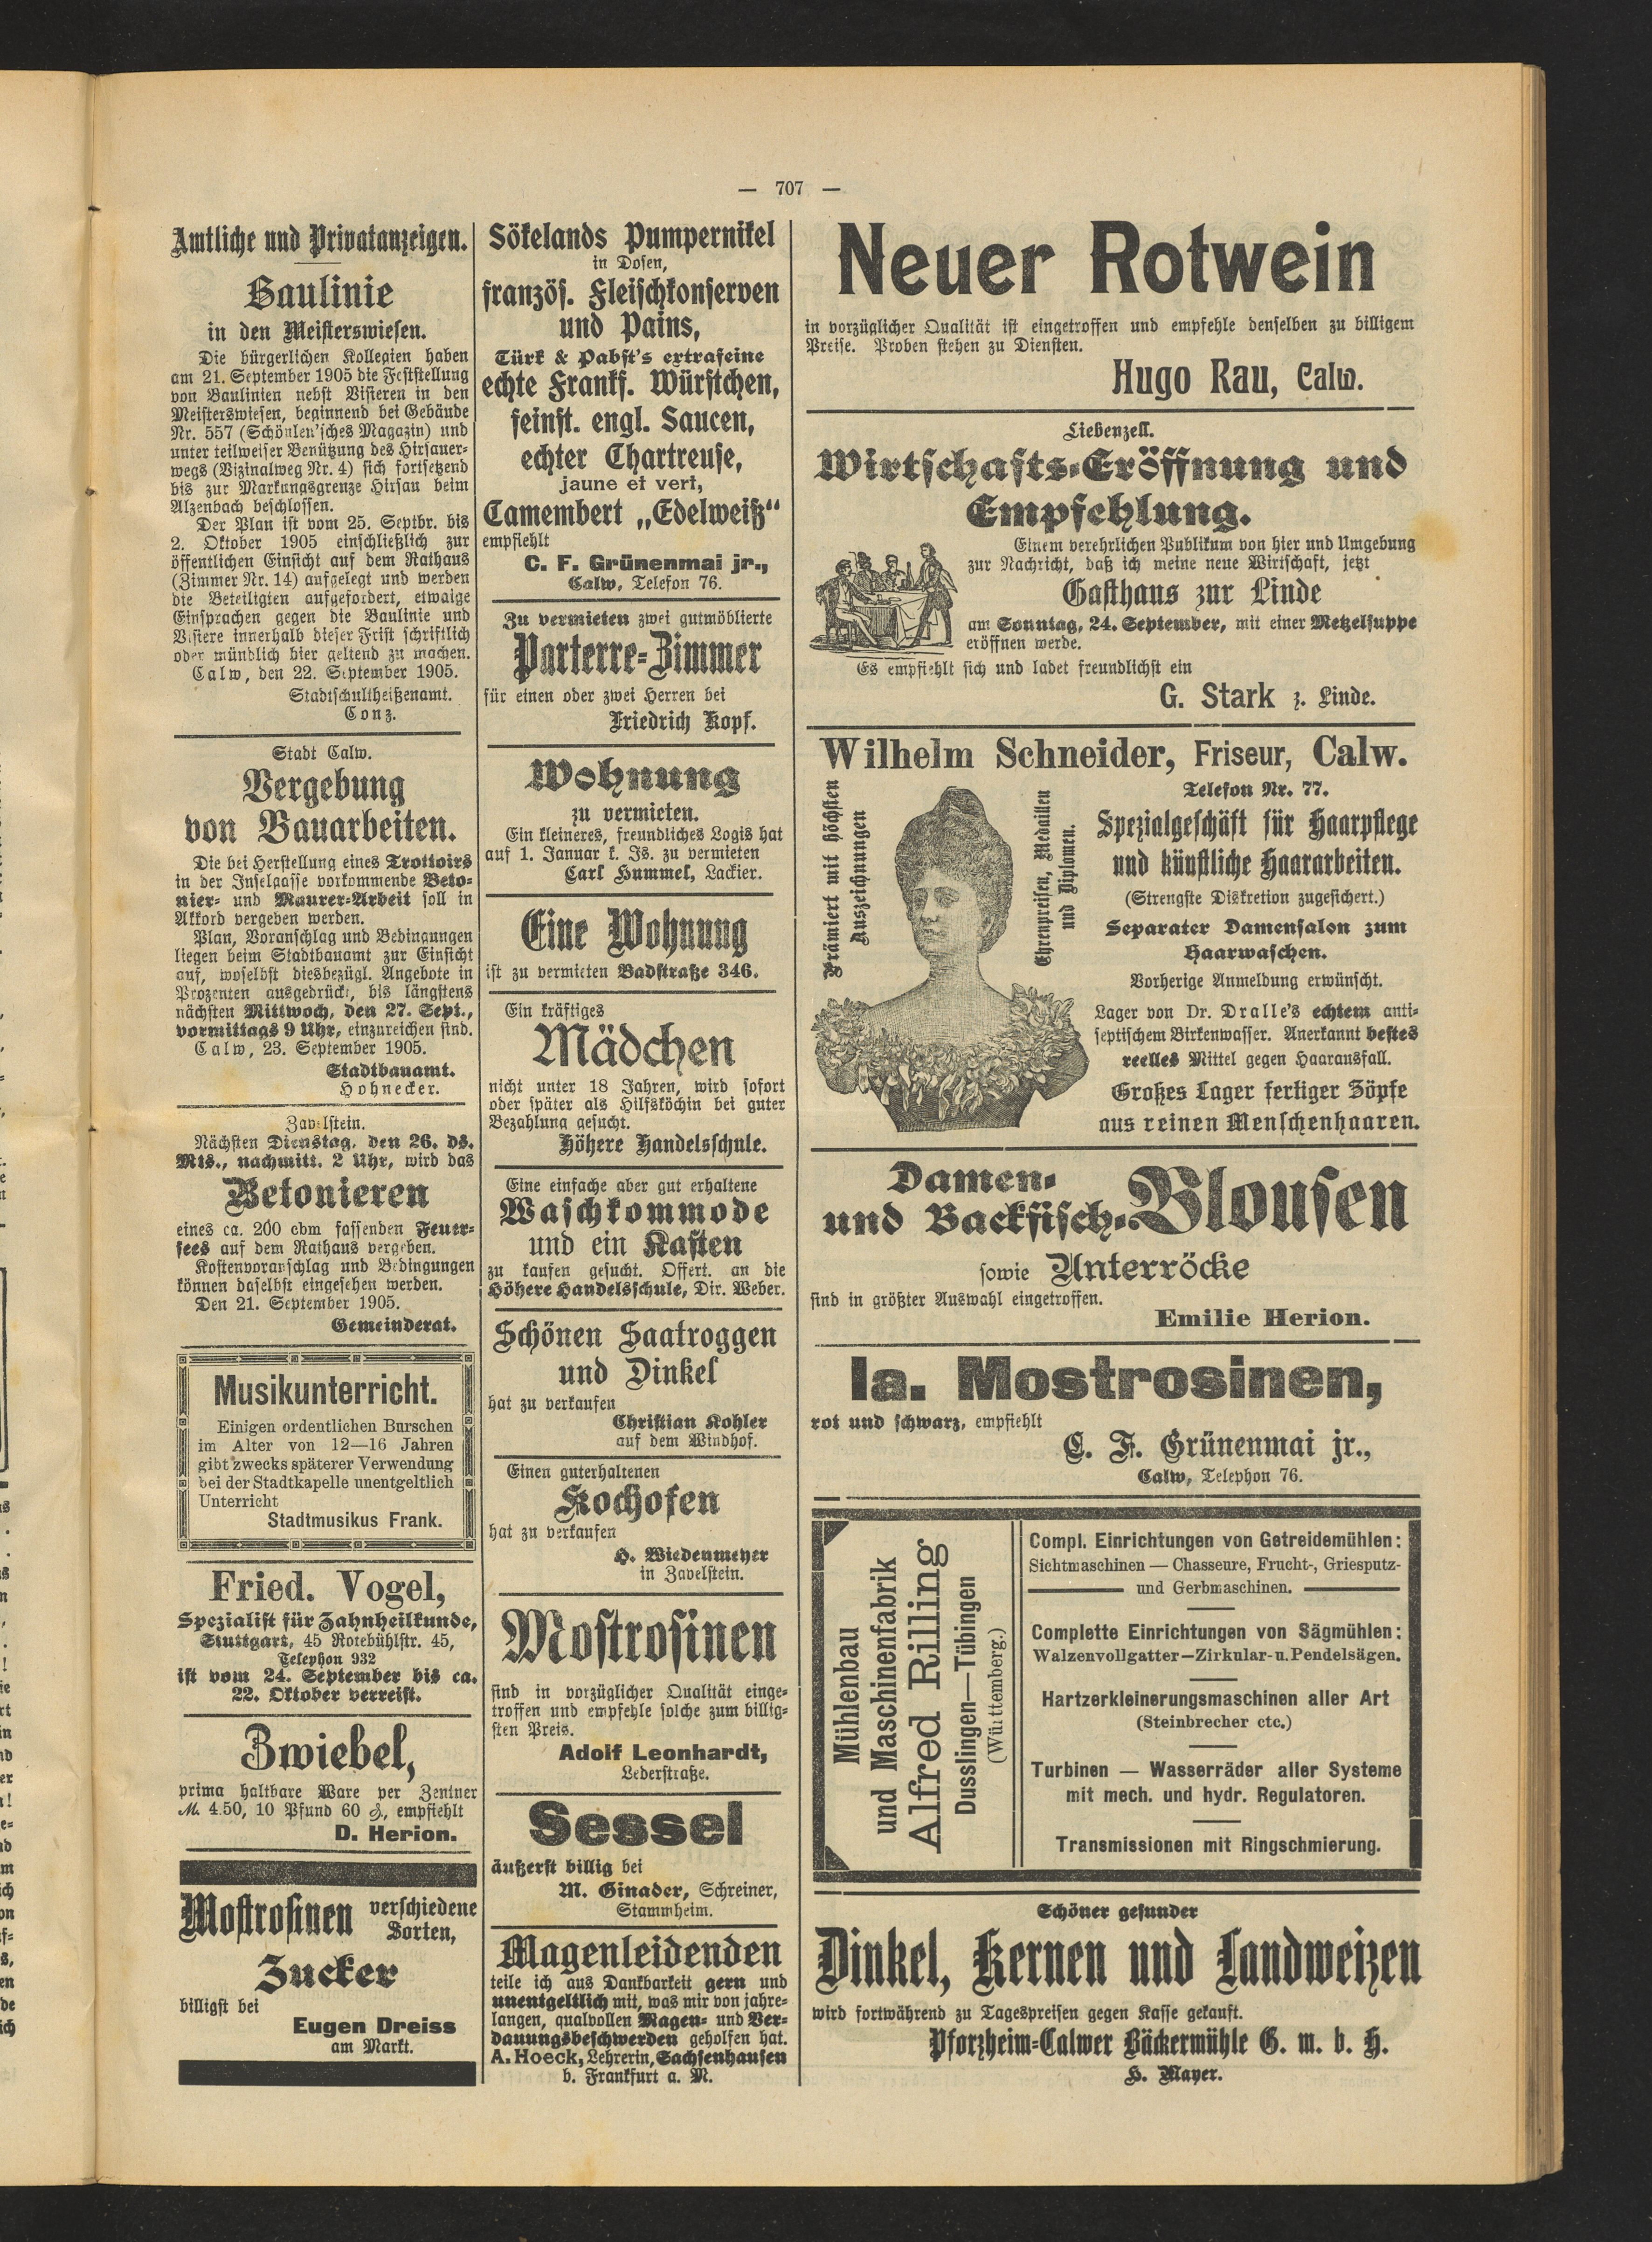 — 707 —
Amtliche und Privatanzeigen.
Baulinie
in den Meisterswiesen.
Die bürgerlichen Kollegien haben
am 21. September 1905 die Feststellung
von Baulinien nebst Visieren in den
Meisterswiesen, beginnend bei Gebäude
Nr. 557 (Schönlen'sches Magazin) und
unter teilweiser Benützung des Hirsauer-
wegs (Vizinalweg Nr. 4) sich fortsetzend
bis zur Markungsgrenze Hirsau beim
Alzenbach beschlossen.
Der Plan ist vom 25. Septbr. bis
2. Oktober 1905 einschließlich zur
öffentlichen Einsicht auf dem Rathaus
(Zimmer Nr. 14) aufgelegt und werden
die Beteiligten aufgefordert, etwaige
Einsprachen gegen die Baulinie und
Visiere innerhalb dieser Frist schriftlich
oder mündlich hier geltend zu machen.
Calw, den 22. September 1905.
Stadtschultheißenamt.
Conz.
Stadt Calw.
Vergebung
von Bauarbeiten.
Die bei Herstellung eines Trottoirs
in der Inselgasse vorkommende Beto-
nier- und Maurer-Arbeit soll in
Akkord vergeben werden.
Plan, Voranschlag und Bedingungen
liegen beim Stadtbauamt zur Einsicht
auf, woselbst diesbezügl. Angebote in
Prozenten ausgedrückt, bis längstens
nächsten Mittwoch, den 27. Sept.,
vormittags 9 Uhr, einzureichen sind.
Calw, 23. September 1905.
Stadtbauamt.
Hohnecker.
Zavelstein.
Nächsten Dienstag, den 26. ds.
Mts., nachmitt. 2 Uhr, wird das
Betonieren
eines ca. 200 cbm fassenden Feuer-
sees auf dem Rathaus vergeben.
Kostenvoranschlag und Bedingungen
können daselbst eingesehen werden.
Den 21. September 1905.
Gemeinderat.
Musikunterricht.
Einigen ordentlichen Burschen
im Alter von 12—16 Jahren
gibt zwecks späterer Verwendung
bei der Stadtkapelle unentgeltlich
Unterricht
Stadtmusikus Frank.
Fried. Vogel,
Spezialist für Zahnheilkunde,
Stuttgart, 45 Rotebühlstr. 45,
Telephon 932
ist vom 24. September bis ca.
22. Oktober verreist.
Zwiebel,
prima haltbare Ware per Zentner
M. 4.50, 10 Pfund 60 ₰, empfiehlt
D. Herion.
Mostrosinen verschiedene
Sorten,
Zucker
billigst bei
Eugen Dreiss
am Markt.
Sökelands Pumpernikel
in Dosen,
französ. Fleischkonserven
und Pains,
Türk & Pabst's extrafeine
echte Frankf. Würstchen,
feinst. engl. Saucen,
echter Chartreuse,
jaune et vert,
Camembert „Edelweiß“
empfiehlt
C. F. Grünenmai jr.,
Calw, Telefon 76.
Zu vermieten zwei gutmöblierte
Parterre-Zimmer
für einen oder zwei Herren bei
Friedrich Kopf.
Wohnung
zu vermieten.
Ein kleineres, freundliches Logis hat
auf 1. Januar k. Js. zu vermieten
Carl Hummel, Lackier.
Eine Wohnung
ist zu vermieten Badstraße 346.
Ein kräftiges
Mädchen
nicht unter 18 Jahren, wird sofort
oder später als Hilfsköchin bei guter
Bezahlung gesucht.
Höhere Handelsschule.
Eine einfache aber gut erhaltene
Waschkommode
und ein Kasten
zu kaufen gesucht. Offert. an die
Höhere Handelsschule, Dir. Weber.
Schönen Saatroggen
und Dinkel
hat zu verkaufen
Christian Kohler
auf dem Windhof.
Einen guterhaltenen
Kochofen
hat zu verkaufen
H. Wiedenmeyer
in Zavelstein.
Mostrosinen
sind in vorzüglicher Qualität einge-
troffen und empfehle solche zum billig-
sten Preis.
Adolf Leonhardt,
Lederstraße.
Sessel
äußerst billig bei
M. Ginader, Schreiner,
Stammheim.
Magenleidenden
teile ich aus Dankbarkeit gern und
unentgeltlich mit, was mir von jahre-
langen, qualvollen Magen- und Ver-
dauungsbeschwerden geholfen hat.
A. Hoeck, Lehrerin, Sachsenhausen
b. Frankfurt a. M.
Neuer Rotwein
in vorzüglicher Qualität ist eingetroffen und empfehle denselben zu billigem
Preise. Proben stehen zu Diensten.
Hugo Rau, Calw.
Liebenzell.
Wirtschafts-Eröffnung und
Empfehlung.
Einem verehrlichen Publikum von hier und Umgebung
zur Nachricht, daß ich meine neue Wirtschaft, jetzt
Gasthaus zur Linde
am Sonntag, 24. September, mit einer Metzelsuppe
eröffnen werde.
Es empfiehlt sich und ladet freundlichst ein
G. Stark z. Linde.
Wilhelm Schneider, Friseur, Calw.
Prämiert mit höchsten
Auszeichnungen
Ehrenpreisen, Medaillen
und Diplomen.
Telefon Nr. 77.
Spezialgeschäft für Haarpflege
und künstliche Haararbeiten.
(Strengste Diskretion zugesichert.)
Separater Damensalon zum
Haarwaschen.
Vorherige Anmeldung erwünscht.
Lager von Dr. Dralle's echtem anti-
septischem Birkenwasser. Anerkannt bestes
reelles Mittel gegen Haarausfall.
Großes Lager fertiger Zöpfe
aus reinen Menschenhaaren.
Damen-
und Backfisch-Blousen
sowie Unterröcke
sind in größter Auswahl eingetroffen.
Emilie Herion.
Ia. Mostrosinen,
rot und schwarz, empfiehlt
C. F. Grünenmai jr.,
Calw, Telephon 76.
Mühlenbau
und Maschinenfabrik
Alfred Rilling
Dusslingen—Tübingen
(Württemberg.)
Compl. Einrichtungen von Getreidemühlen:
Sichtmaschinen — Chasseure, Frucht-, Griesputz-
und Gerbmaschinen.
Complette Einrichtungen von Sägmühlen:
Walzenvollgatter—Zirkular-u. Pendelsägen.
Hartzerkleinerungsmaschinen aller Art
(Steinbrecher etc.)
Turbinen — Wasserräder aller Systeme
mit mech. und hydr. Regulatoren.
Transmissionen mit Ringschmierung.
Schöner gesunder
Dinkel, Kernen und Landweizen
wird fortwährend zu Tagespreisen gegen Kasse gekauft.
Pforzheim-Calwer Bäckermühle G. m. b. H.
H. Mayer.